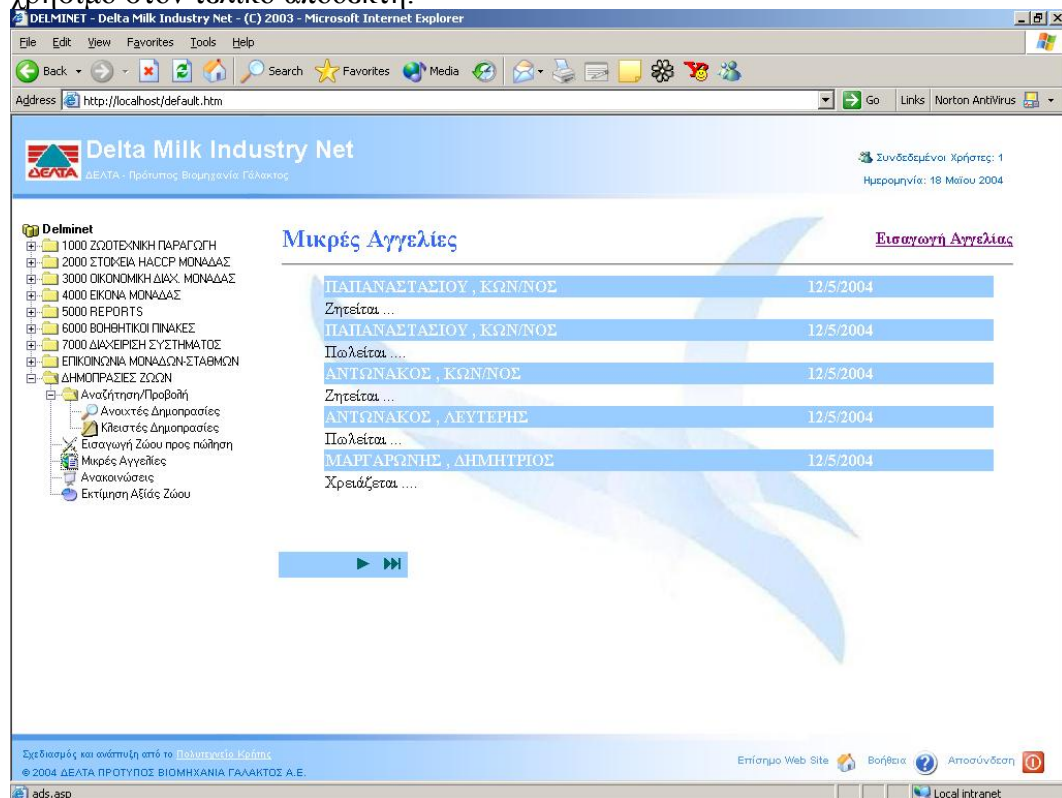 χρήσιμο στον τελικό αποδέκτη.
DELMINET - Delta Milk Industry Net - (C) 2003 - Microsoft Internet Explorer
File Edit View Favorites Tools Help
Back Search Favorites Media
Address http://localhost/default.htm Go Links Norton AntiVirus
Delta Milk Industry Net
ΔΕΛΤΑ
ΔΕΛΤΑ - Πρότυπος Βιομηχανία Γάλακτος
Συνδεδεμένοι Χρήστες: 1
Ημερομηνία: 18 Μαΐου 2004
Delminet
1000 ΖΩΟΤΕΧΝΙΚΗ ΠΑΡΑΓΩΓΗ
2000 ΣΤΟΙΧΕΙΑ HACCP ΜΟΝΑΔΑΣ
3000 ΟΙΚΟΝΟΜΙΚΗ ΔΙΑΧ. ΜΟΝΑΔΑΣ
4000 ΕΙΚΟΝΑ ΜΟΝΑΔΑΣ
5000 REPORTS
6000 ΒΟΗΘΗΤΙΚΟΙ ΠΙΝΑΚΕΣ
7000 ΔΙΑΧΕΙΡΙΣΗ ΣΥΣΤΗΜΑΤΟΣ
ΕΠΙΚΟΙΝΩΝΙΑ ΜΟΝΑΔΩΝ-ΣΤΑΘΜΩΝ
ΔΗΜΟΠΡΑΣΙΕΣ ΖΩΩΝ
Αναζήτηση/Προβολή
Ανοιχτές Δημοπρασίες
Κλειστές Δημοπρασίες
Εισαγωγή Ζώου προς πώληση
Μικρές Αγγελίες
Ανακοινώσεις
Εκτίμηση Αξίάς Ζώου
Μικρές Αγγελίες
Εισαγωγή Αγγελίας
ΠΑΠΑΝΑΣΤΑΣΙΟΥ , ΚΩΝ/ΝΟΣ 12/5/2004
Ζητείται ...
ΠΑΠΑΝΑΣΤΑΣΙΟΥ , ΚΩΝ/ΝΟΣ 12/5/2004
Πωλείται ....
ΑΝΤΩΝΑΚΟΣ , ΚΩΝ/ΝΟΣ 12/5/2004
Ζητείται ...
ΑΝΤΩΝΑΚΟΣ , ΛΕΥΤΕΡΗΣ 12/5/2004
Πωλείται ...
ΜΑΡΓΑΡΩΝΗΣ , ΔΗΜΗΤΡΙΟΣ 12/5/2004
Χρειάζεται ....
Σχεδιασμός και ανάπτυξη από το Πολυτεχνείο Κρήτης
© 2004 ΔΕΛΤΑ ΠΡΟΤΥΠΟΣ ΒΙΟΜΗΧΑΝΙΑ ΓΑΛΑΚΤΟΣ Α.Ε.
Επίσημο Web Site Βοήθεια Αποσύνδεση
ads.asp Local intranet